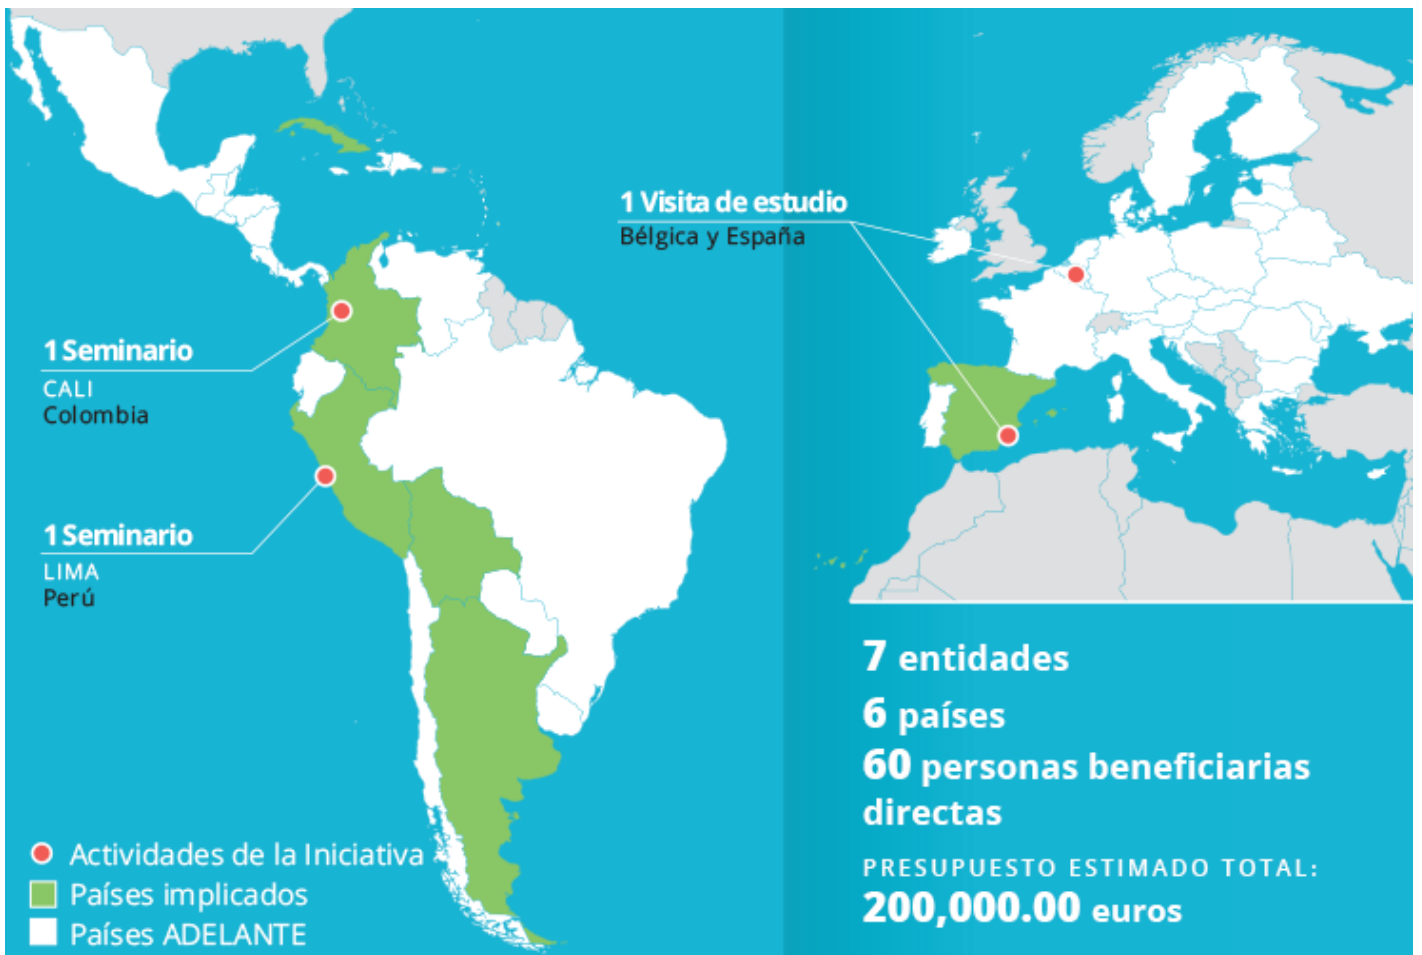 1 Visita de estudio
Bélgica y España
1 Seminario
CALI
Colombia
1 Seminario
LIMA
Perú
7 entidades
6 países
60 personas beneficiarias
directas
PRESUPUESTO ESTIMADO TOTAL:
200,000.00 euros
Actividades de la Iniciativa
Países implicados
Países ADELANTE